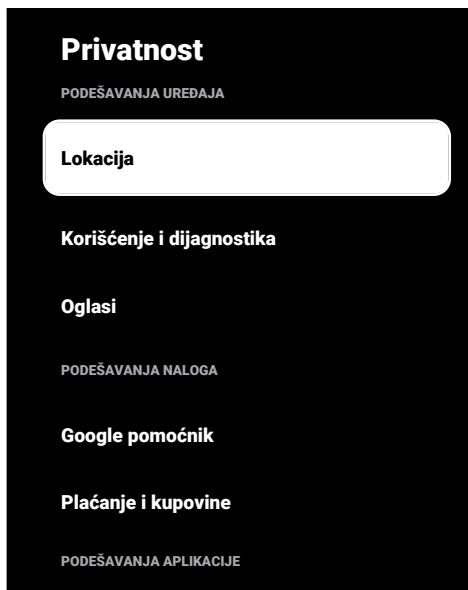 Privatnost
PODEŠAVANJA UREĐAJA
Lokacija
Korišćenje i dijagnostika
Oglasi
PODEŠAVANJA NALOGA
Google pomoćnik
Plaćanje i kupovine
PODEŠAVANJA APLIKACIJE